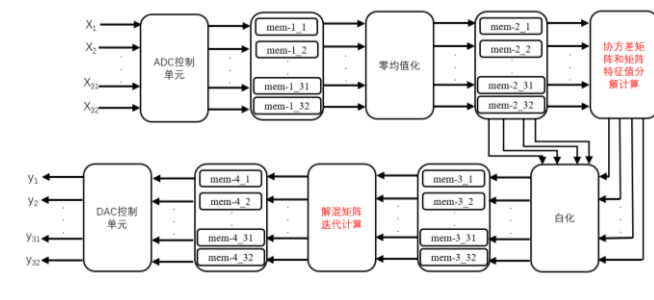 X1
X2
X31
X32
ADC控制
单元
mem-1_1
mem-1_2
mem-1_31
mem-1_32
零均值化
mem-2_1
mem-2_2
mem-2_31
mem-2_32
协方差矩
阵和矩阵
特征值分
解计算
y1
y2
y31
y32
DAC控制
单元
mem-4_1
mem-4_2
mem-4_31
mem-4_32
解混矩阵
迭代计算
mem-3_1
mem-3_2
mem-3_31
mem-3_32
白化